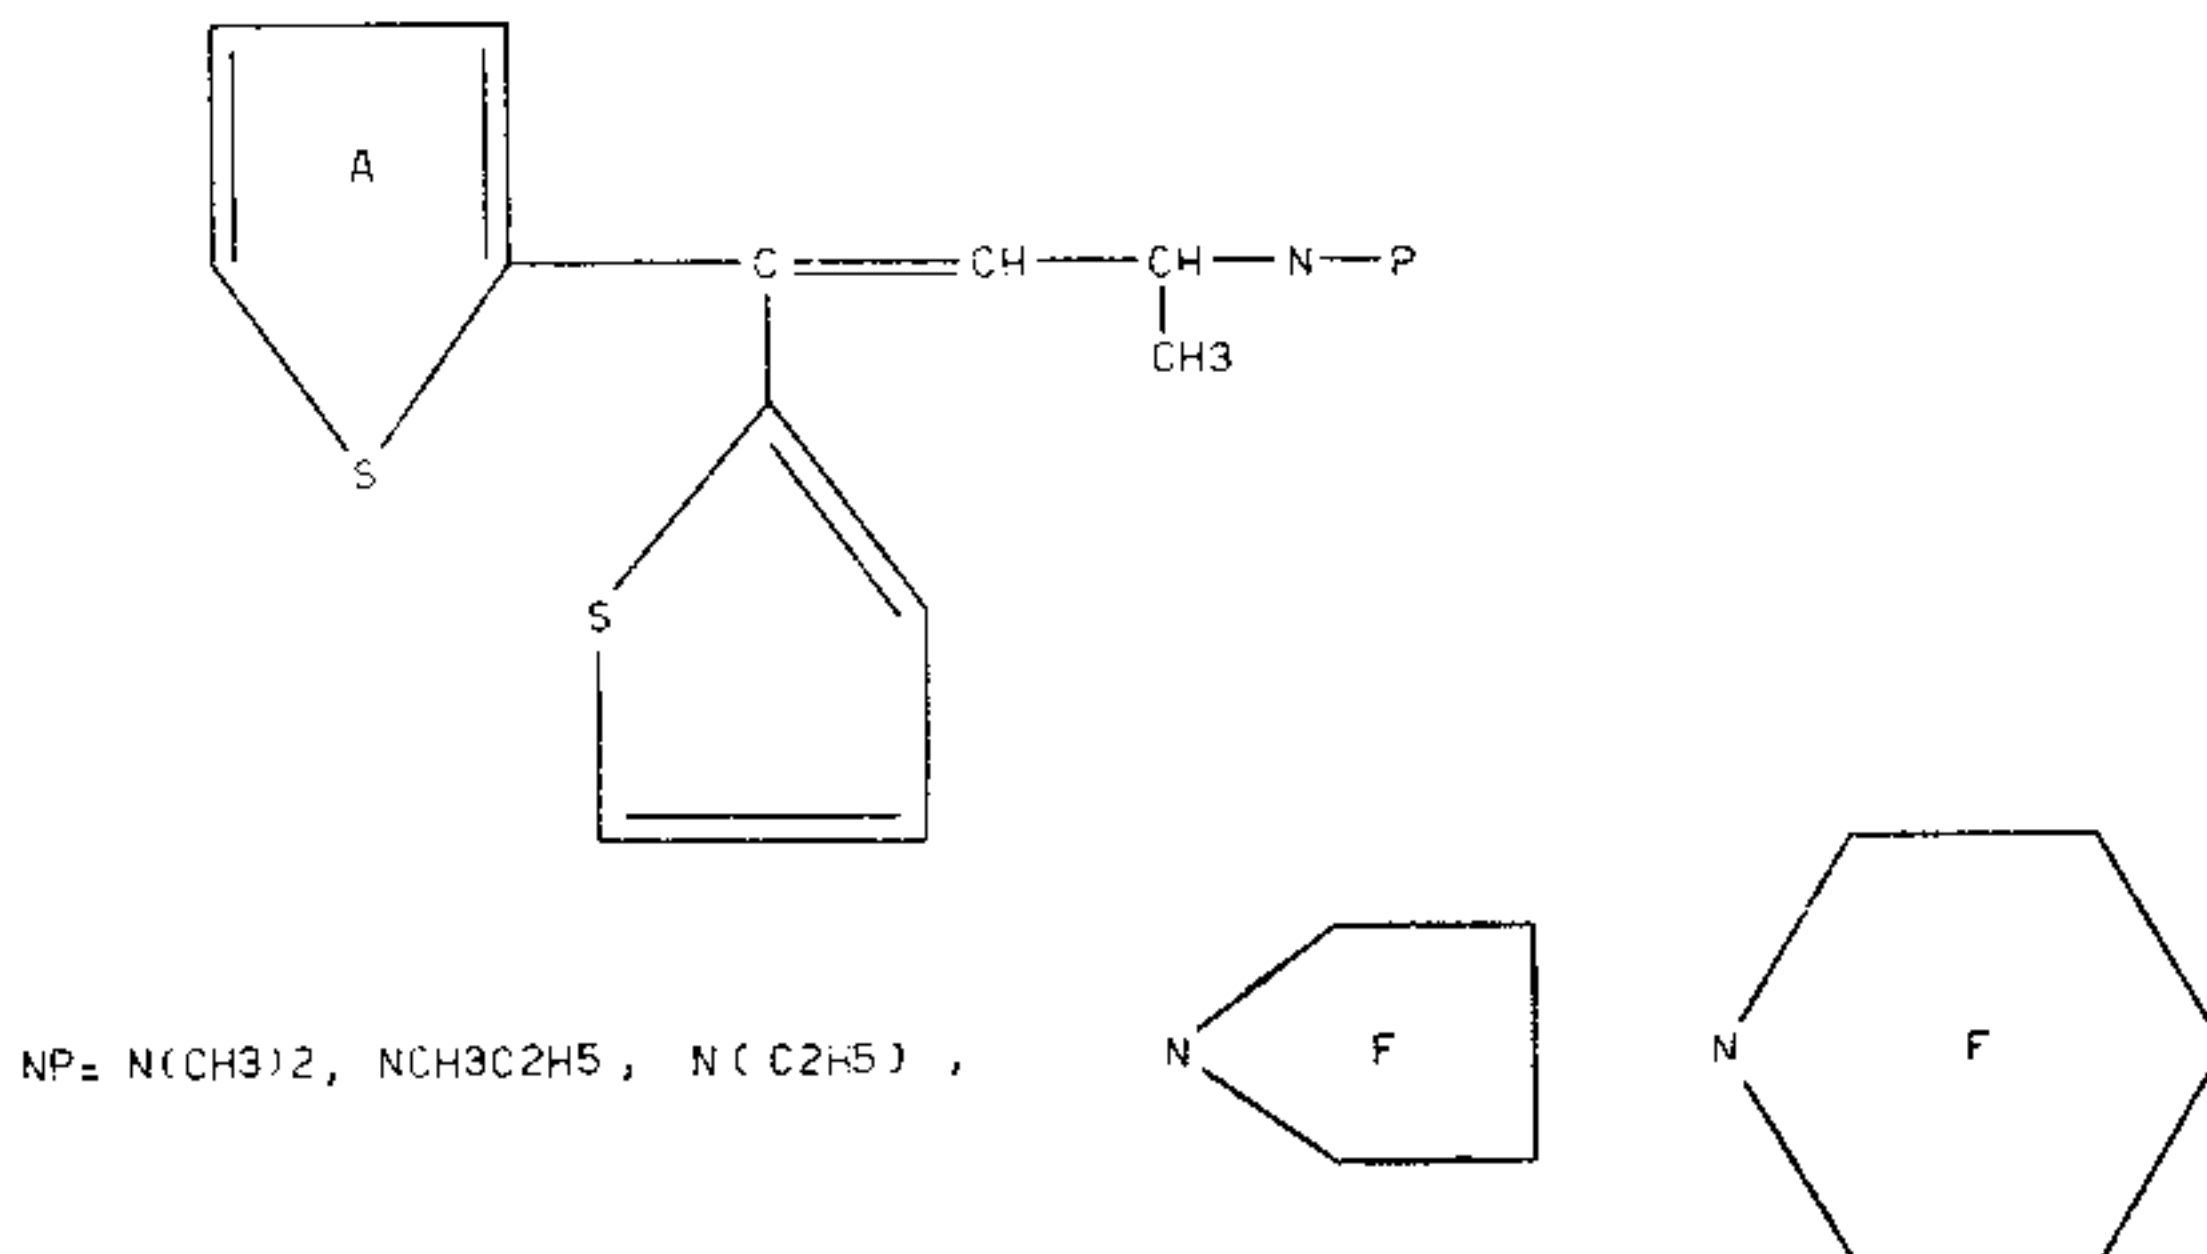 A
C CH CH N P
CH3
S
S
NP= N(CH3)2, NCH3C2H5, N(C2H5) , N F N F